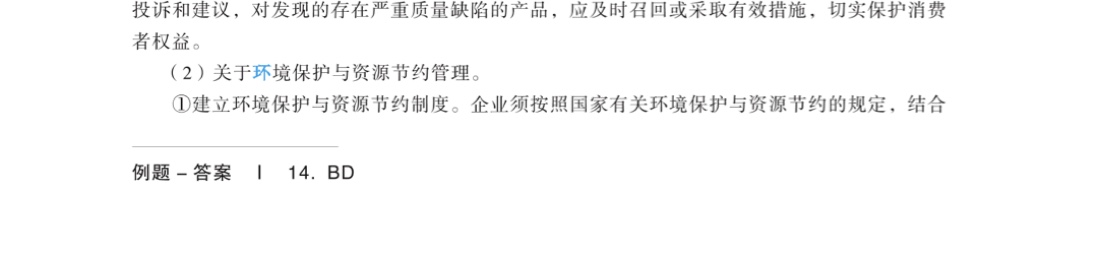 投诉和建议，对发现的存在严重质量缺陷的产品，应及时召回或采取有效措施，切实保护消费
者权益。
（2）关于环境保护与资源节约管理。
①建立环境保护与资源节约制度。企业须按照国家有关环境保护与资源节约的规定，结合
例题 – 答案 | 14. BD